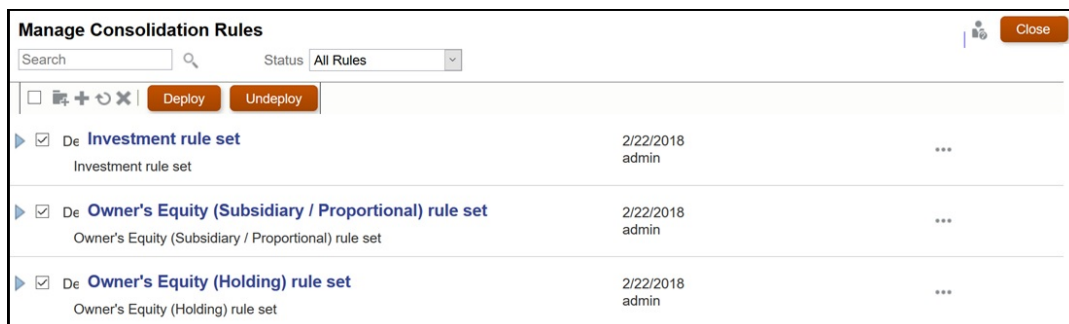 Manage Consolidation Rules
Close
Search
Status All Rules
Deploy Undeploy
De Investment rule set 2/22/2018
admin
Investment rule set
De Owner's Equity (Subsidiary / Proportional) rule set 2/22/2018
admin
Owner's Equity (Subsidiary / Proportional) rule set
De Owner's Equity (Holding) rule set 2/22/2018
admin
Owner's Equity (Holding) rule set